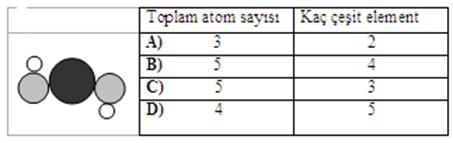 Toplam atom sayısı Kaç çeşit element
A) 3 2
B) 5 4
C) 5 3
D) 4 5